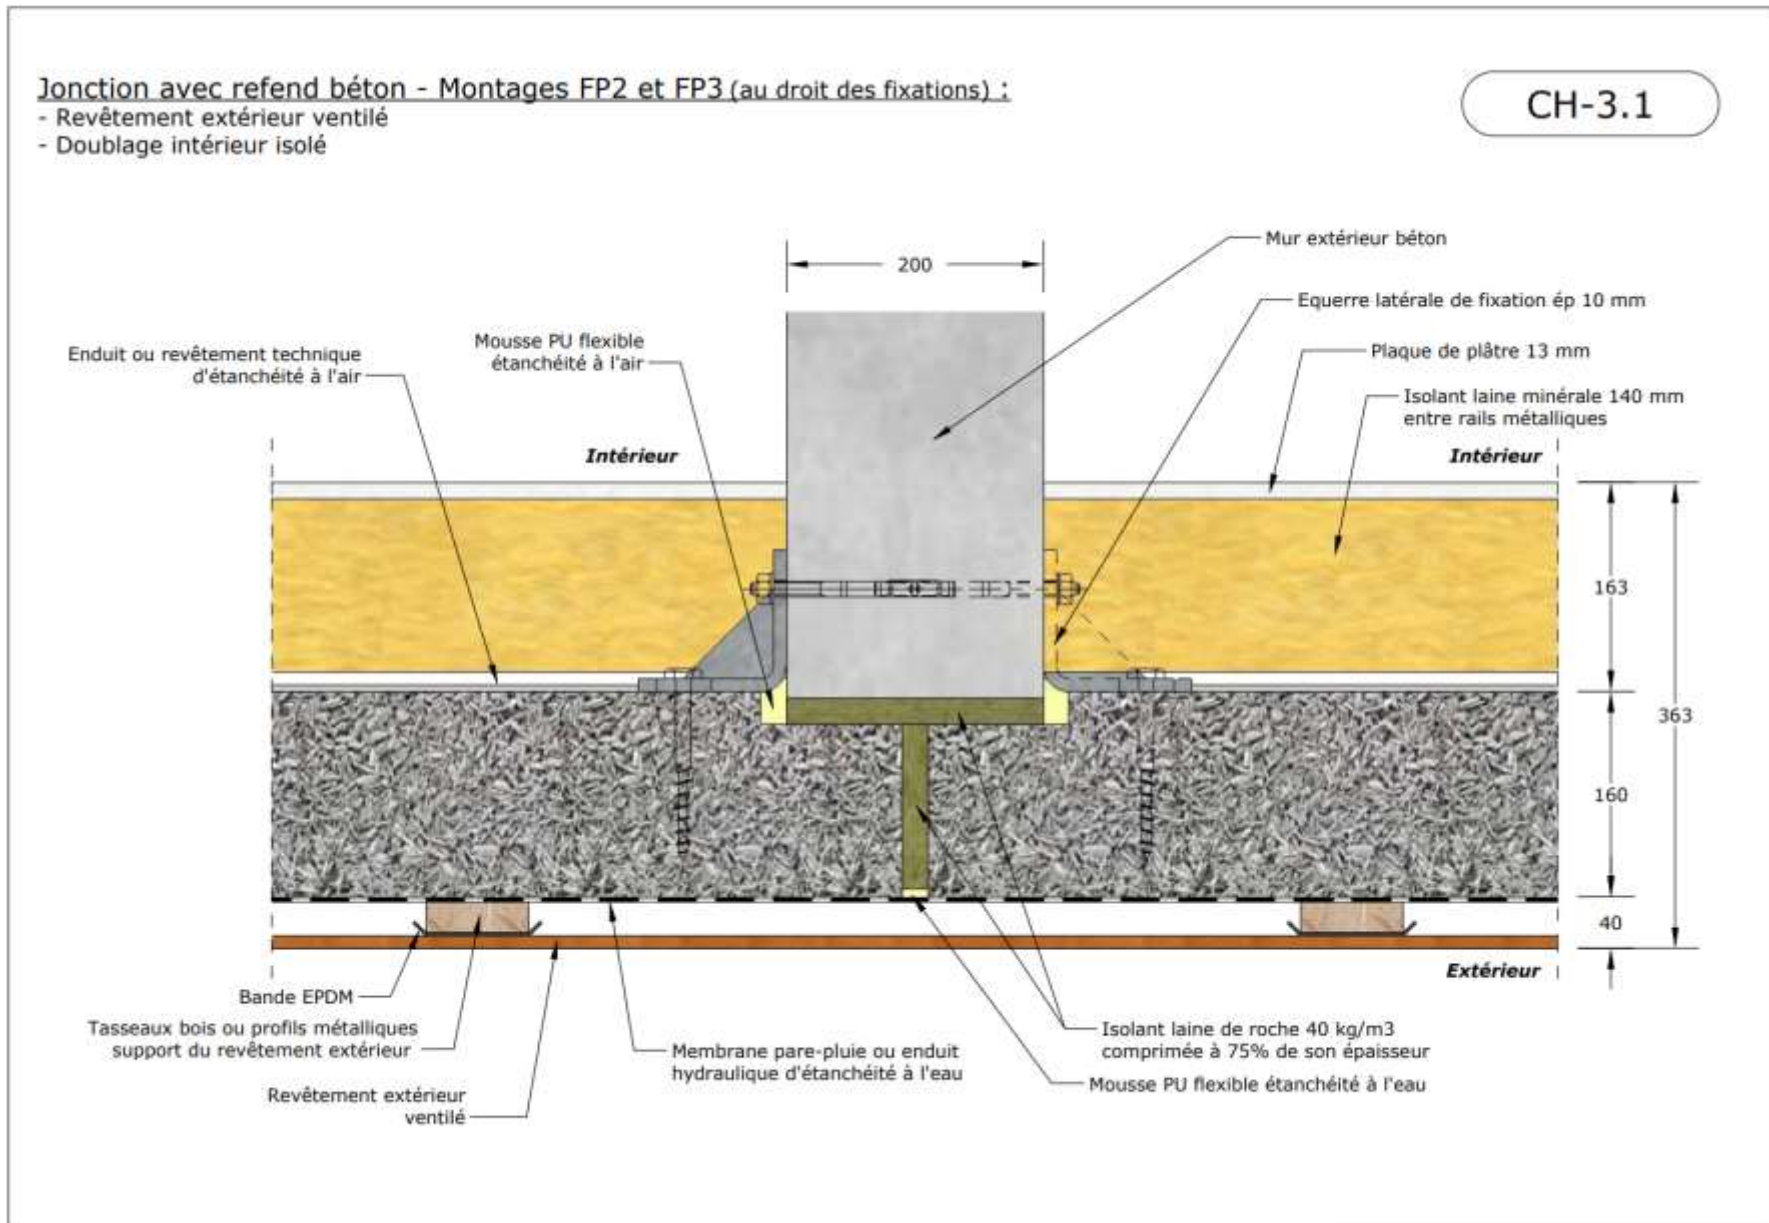 Jonction avec refend béton - Montages FP2 et FP3 (au droit des fixations) :
- Revêtement extérieur ventilé
- Doublage intérieur isolé
CH-3.1
200
Mur extérieur béton
Equerre latérale de fixation ép 10 mm
Mousse PU flexible
étanchéité à l'air
Enduit ou revêtement technique
d'étanchéité à l'air
Plaque de plâtre 13 mm
Isolant laine minérale 140 mm
entre rails métalliques
Intérieur
Intérieur
163
363
160
40
Extérieur
Bande EPDM
Tasseaux bois ou profils métalliques
support du revêtement extérieur
Revêtement extérieur
ventilé
Membrane pare-pluie ou enduit
hydraulique d'étanchéité à l'eau
Isolant laine de roche 40 kg/m3
comprimée à 75% de son épaisseur
Mousse PU flexible étanchéité à l'eau